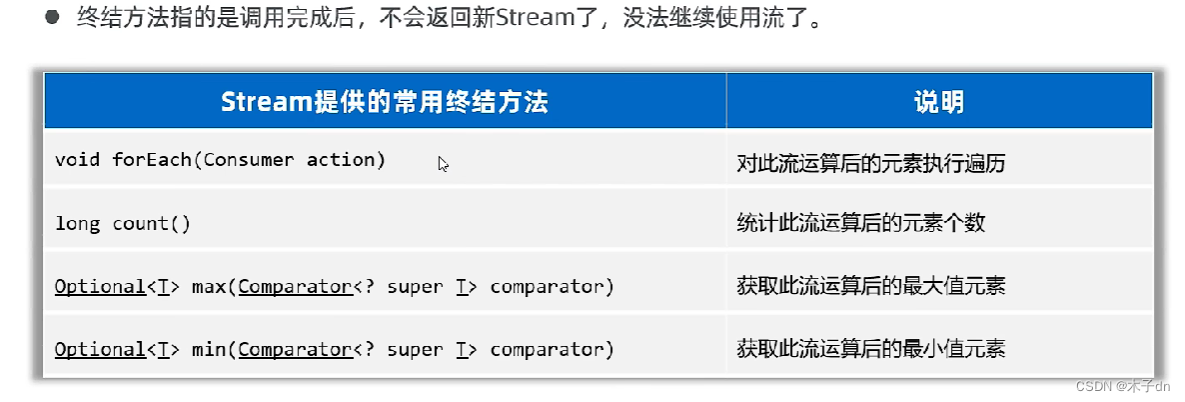 ● 终结方法指的是调用完成后，不会返回新Stream了，没法继续使用流了。
Stream提供的常用终结方法 说明
void forEach(Consumer action) 对此流运算后的元素执行遍历
long count() 统计此流运算后的元素个数
Optional<T> max(Comparator<? super T> comparator) 获取此流运算后的最大值元素
Optional<T> min(Comparator<? super T> comparator) 获取此流运算后的最小值元素
CSDN @木子dn